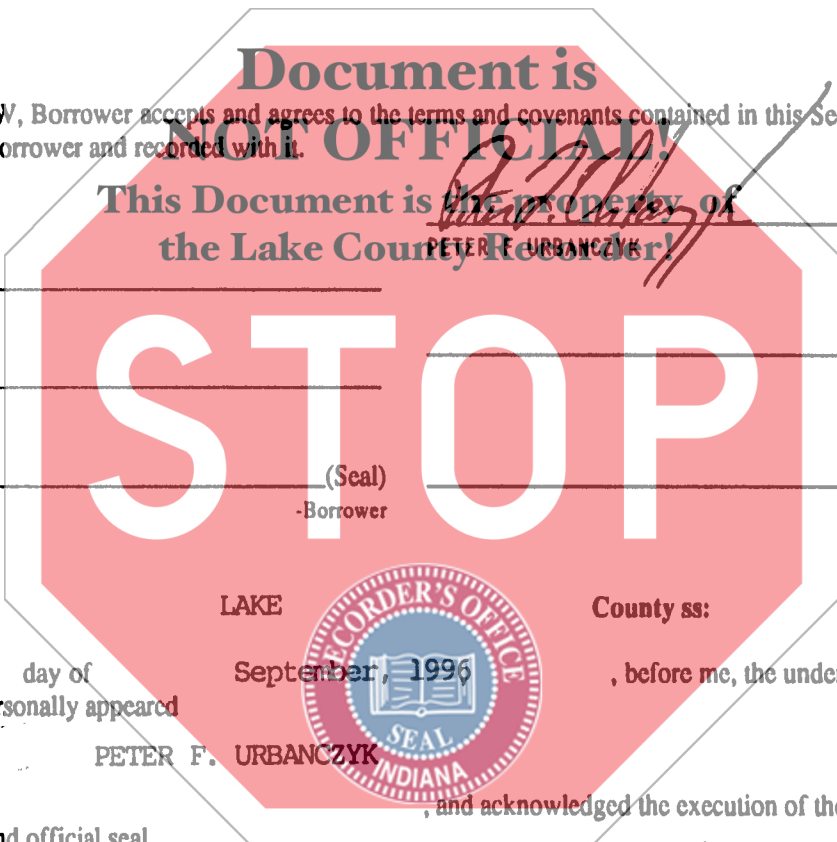 Document is
W, Borrower accepts and agrees to the terms and covenants contained in this Se
orrower and recorded with it.
NOT OFFICIAL!
This Document is the property of
the Lake County Recorder!
PETER F URBANCZYK
STOP
(Seal)
-Borrower
LAKE County ss:
RECORDER'S OFFICE
day of September, 1996 , before me, the unde
rsonally appeared
SEAL
PETER F. URBANCZYK
INDIANA
, and acknowledged the execution of the
nd official seal